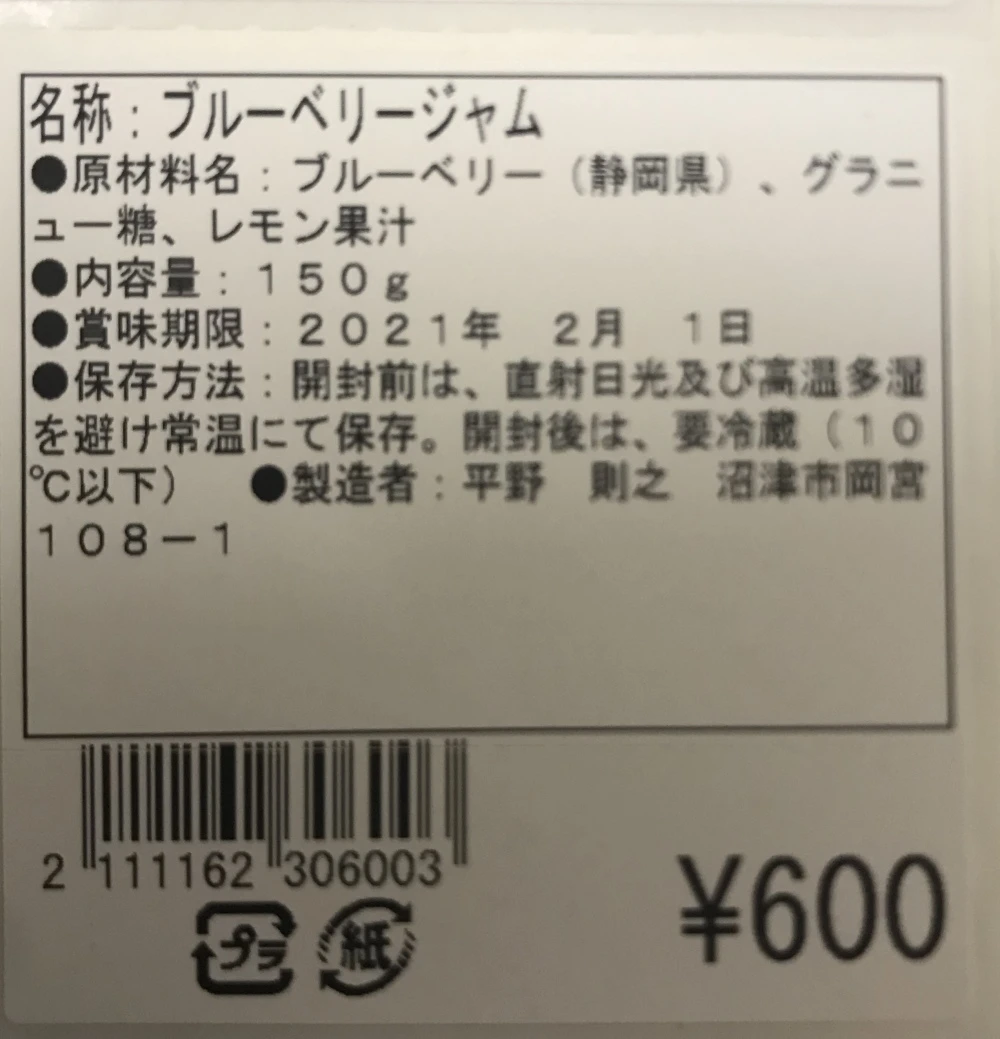 名称：ブルーベリージャム
●原材料名：ブルーベリー（静岡県）、グラニ
ュー糖、レモン果汁
●内容量：１５０ｇ
●賞味期限：２０２１年　２月　１日
●保存方法：開封前は、直射日光及び高温多湿
を避け常温にて保存。開封後は、要冷蔵（１０
℃以下）　●製造者：平野　則之　沼津市岡宮
１０８－１
2 111162 306003
プラ 紙
¥600